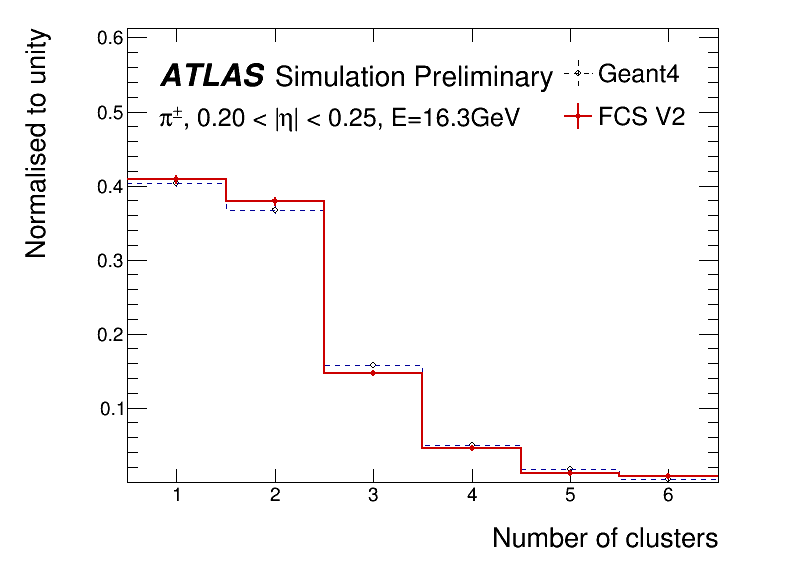 Normalised to unity
0.6
0.5
0.4
0.3
0.2
0.1
ATLAS Simulation Preliminary
π±, 0.20 < |η| < 0.25, E=16.3GeV
Geant4
FCS V2
1 2 3 4 5 6
Number of clusters